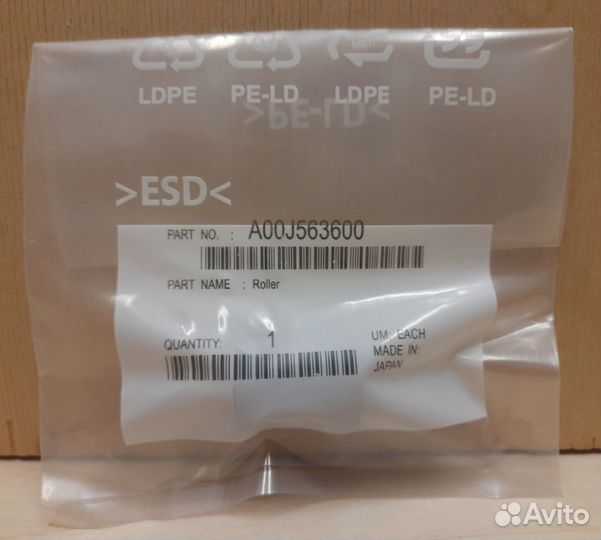 LDPE PE-LD LDPE PE-LD
>PE-LD<
>ESD<
PART NO. : A00J563600
PART NAME : Roller
QUANTITY: 1 UM: EACH
MADE IN:
JAPAN
Avito